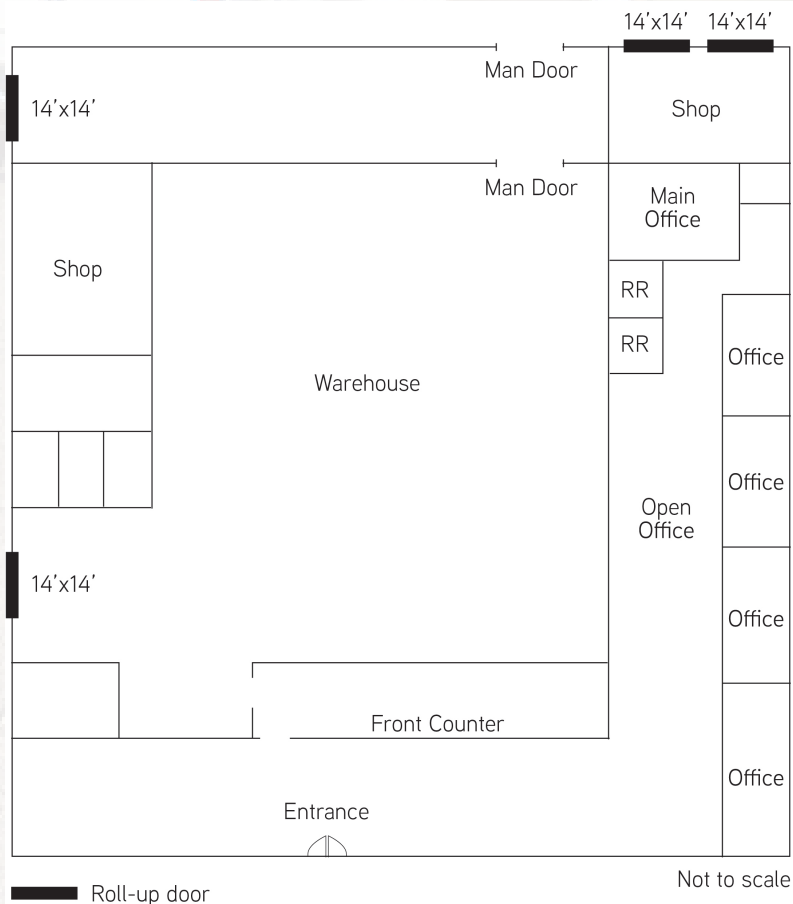 14'x14'
14'x14'
Man Door
14'x14'
Shop
Man Door
Main
Office
Shop
RR
RR
Office
Warehouse
Office
Open
Office
14'x14'
Office
Front Counter
Office
Entrance
Not to scale
Roll-up door